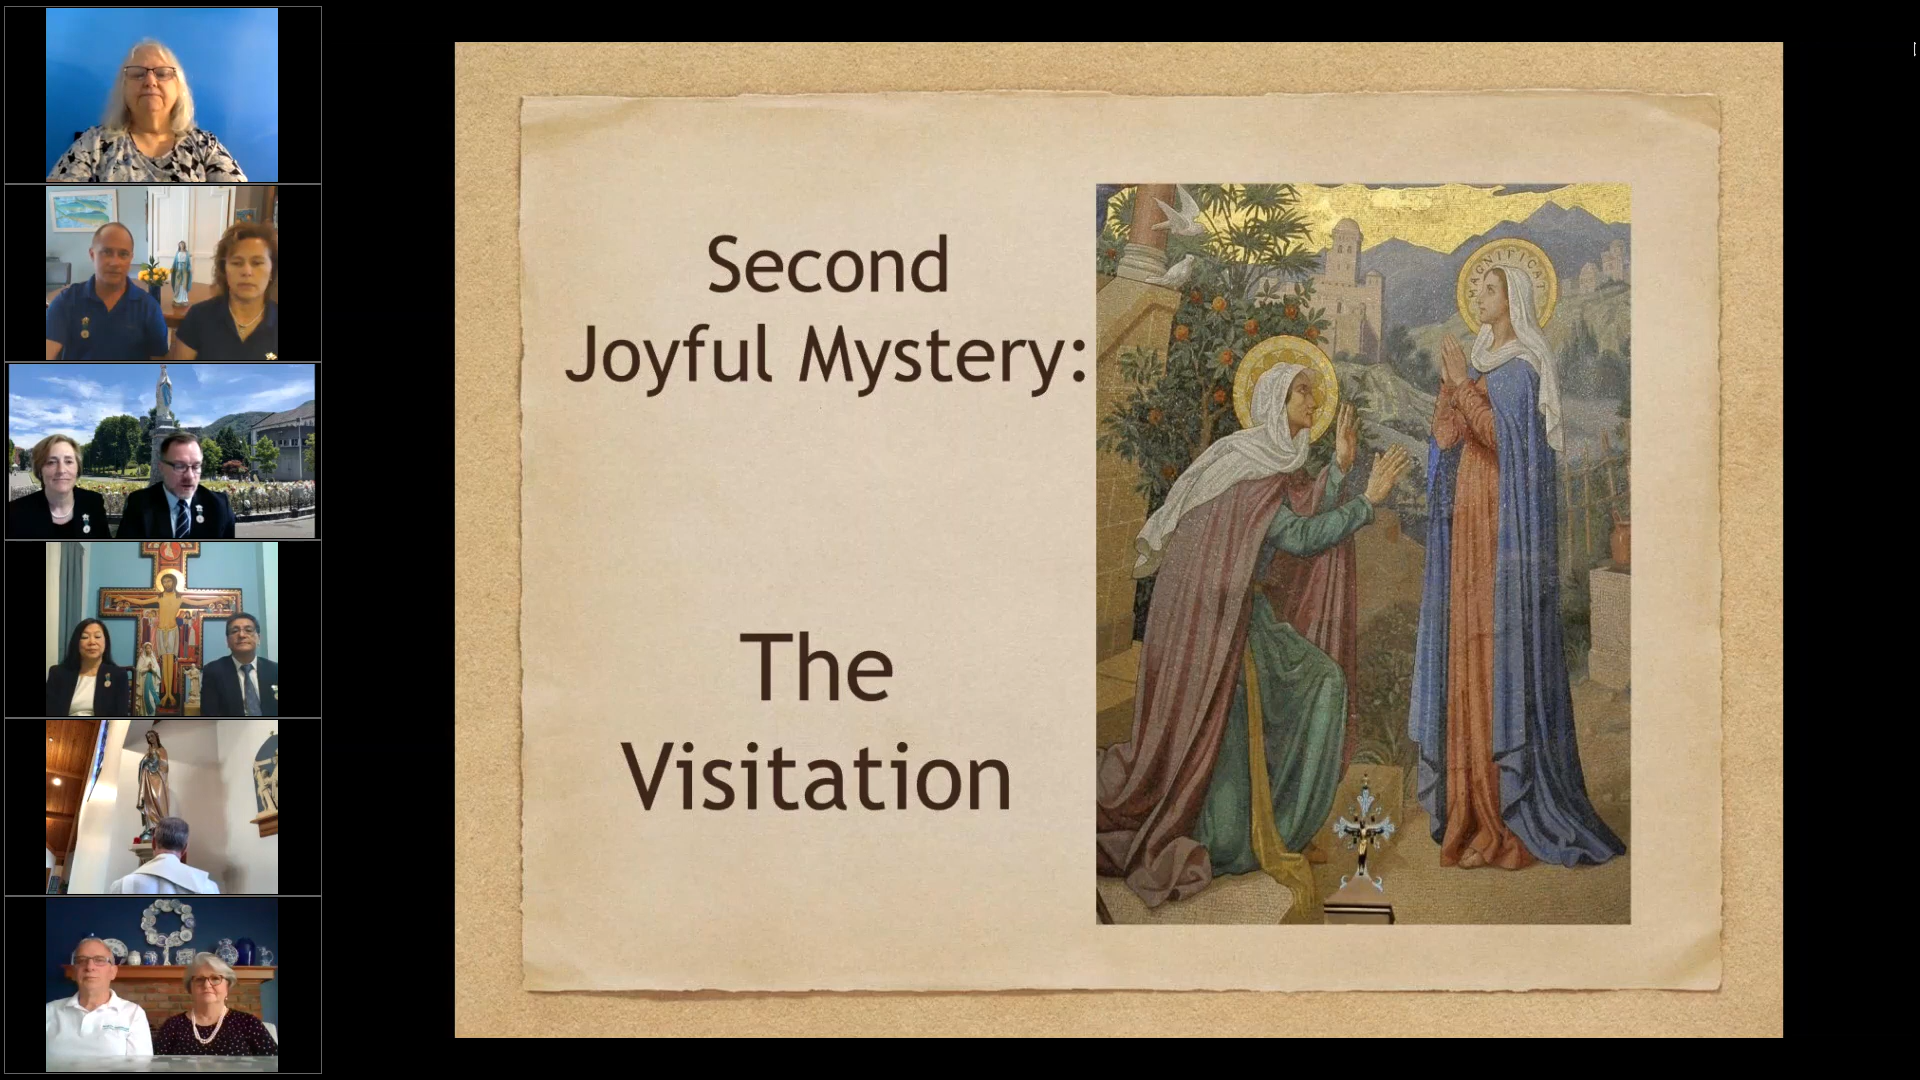 Second
Joyful Mystery:
The
Visitation
MAGNIFICAT